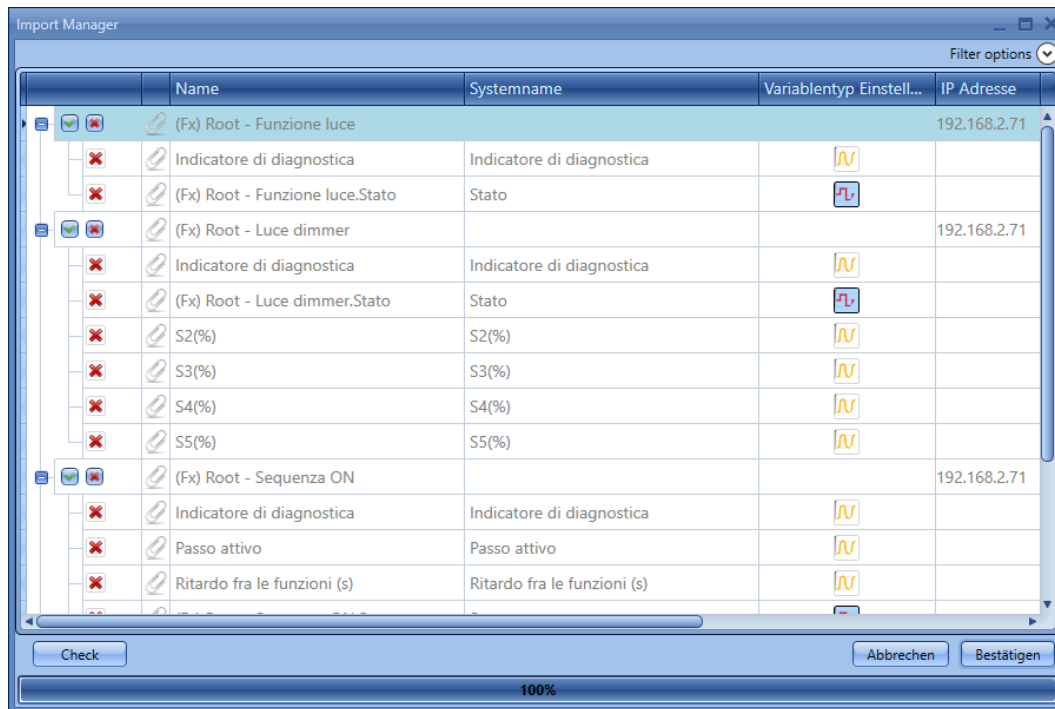 Import Manager
Filter options
Name Systemname Variablentyp Einstell... IP Adresse
(Fx) Root - Funzione luce 192.168.2.71
Indicatore di diagnostica Indicatore di diagnostica
(Fx) Root - Funzione luce.Stato Stato
(Fx) Root - Luce dimmer 192.168.2.71
Indicatore di diagnostica Indicatore di diagnostica
(Fx) Root - Luce dimmer.Stato Stato
S2(%) S2(%)
S3(%) S3(%)
S4(%) S4(%)
S5(%) S5(%)
(Fx) Root - Sequenza ON 192.168.2.71
Indicatore di diagnostica Indicatore di diagnostica
Passo attivo Passo attivo
Ritardo fra le funzioni (s) Ritardo fra le funzioni (s)
Check Abbrechen Bestätigen
100%